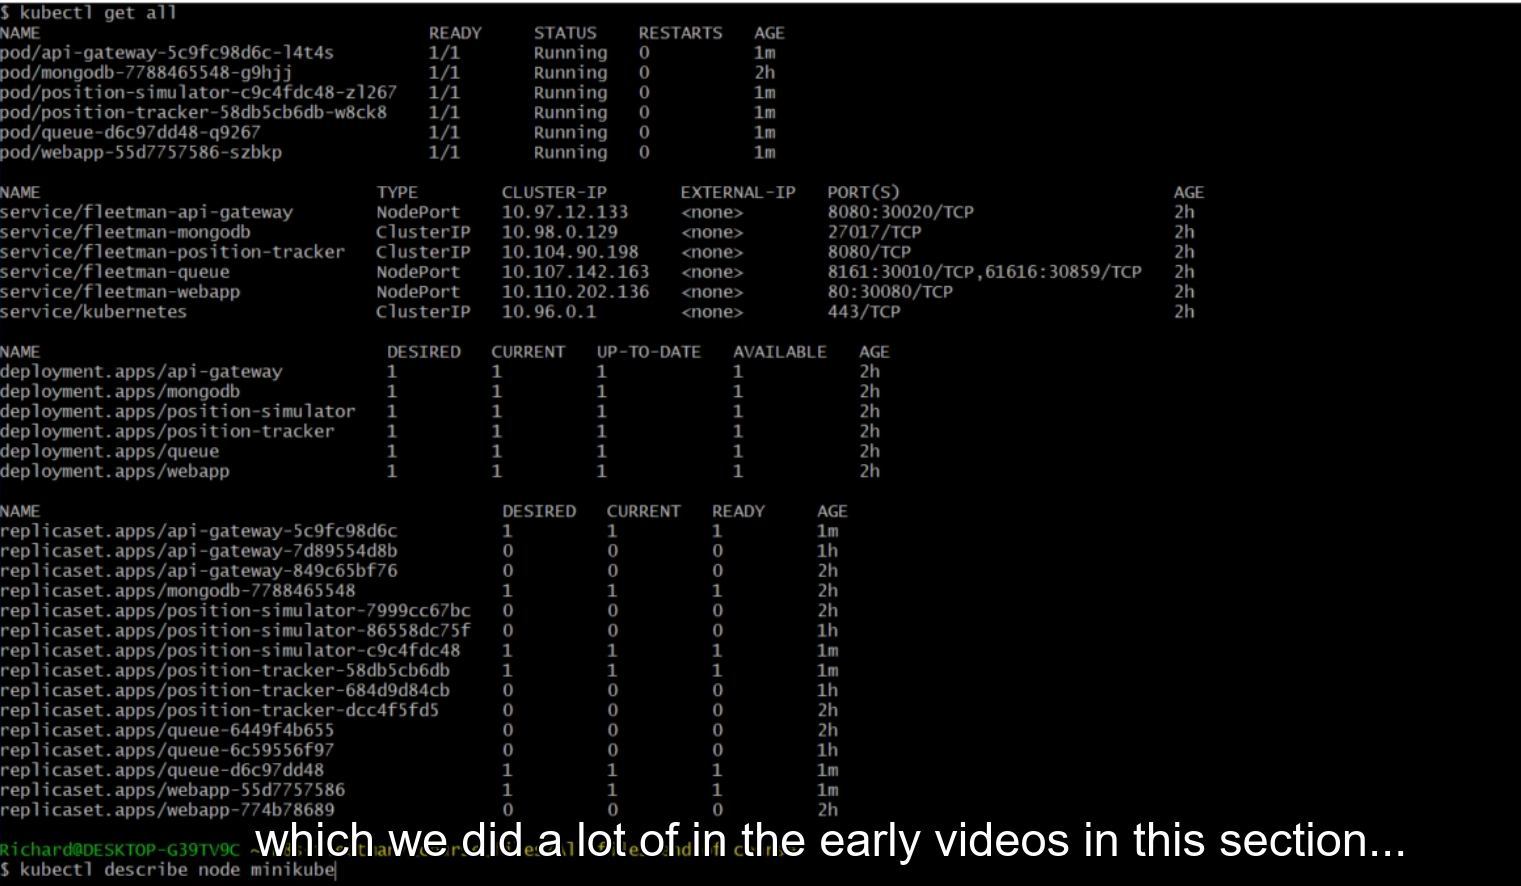 $ kubectl get all
NAME READY STATUS RESTARTS AGE
pod/api-gateway-5c9fc98d6c-l4t4s 1/1 Running 0 1m
pod/mongodb-7788465548-g9hjj 1/1 Running 0 2h
pod/position-simulator-c9c4fdc48-zl267 1/1 Running 0 1m
pod/position-tracker-58db5cb6db-w8ck8 1/1 Running 0 1m
pod/queue-d6c97dd48-q9267 1/1 Running 0 1m
pod/webapp-55d7757586-szbkp 1/1 Running 0 1m
NAME TYPE CLUSTER-IP EXTERNAL-IP PORT(S) AGE
service/fleetman-api-gateway NodePort 10.97.12.133 <none> 8080:30020/TCP 2h
service/fleetman-mongodb ClusterIP 10.98.0.129 <none> 27017/TCP 2h
service/fleetman-position-tracker ClusterIP 10.104.90.198 <none> 8080/TCP 2h
service/fleetman-queue NodePort 10.107.142.163 <none> 8161:30010/TCP,61616:30859/TCP 2h
service/fleetman-webapp NodePort 10.110.202.136 <none> 80:30080/TCP 2h
service/kubernetes ClusterIP 10.96.0.1 <none> 443/TCP 2h
NAME DESIRED CURRENT UP-TO-DATE AVAILABLE AGE
deployment.apps/api-gateway 1 1 1 1 2h
deployment.apps/mongodb 1 1 1 1 2h
deployment.apps/position-simulator 1 1 1 1 2h
deployment.apps/position-tracker 1 1 1 1 2h
deployment.apps/queue 1 1 1 1 2h
deployment.apps/webapp 1 1 1 1 2h
NAME DESIRED CURRENT READY AGE
replicaset.apps/api-gateway-5c9fc98d6c 1 1 1 1m
replicaset.apps/api-gateway-7d89554d8b 0 0 0 1h
replicaset.apps/api-gateway-849c65bf76 0 0 0 2h
replicaset.apps/mongodb-7788465548 1 1 1 2h
replicaset.apps/position-simulator-7999cc67bc 0 0 0 2h
replicaset.apps/position-simulator-86558dc75f 0 0 0 1h
replicaset.apps/position-simulator-c9c4fdc48 1 1 1 1m
replicaset.apps/position-tracker-58db5cb6db 1 1 1 1m
replicaset.apps/position-tracker-684d9d84cb 0 0 0 1h
replicaset.apps/position-tracker-dcc4f5fd5 0 0 0 2h
replicaset.apps/queue-6449f4b655 0 0 0 2h
replicaset.apps/queue-6c59556f97 0 0 0 1h
replicaset.apps/queue-d6c97dd48 1 1 1 1m
replicaset.apps/webapp-55d7757586 1 1 1 1m
replicaset.apps/webapp-774b78689 0 0 0 2h
Richard@DESKTOP-G39TV9C
which we did a lot of in the early videos in this section...
$ kubectl describe node minikube